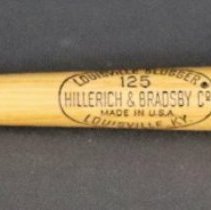 LOUISVILLE SLUGGER
125
HILLERICH & BRADSBY Co
MADE IN U.S.A.
LOUISVILLE, KY